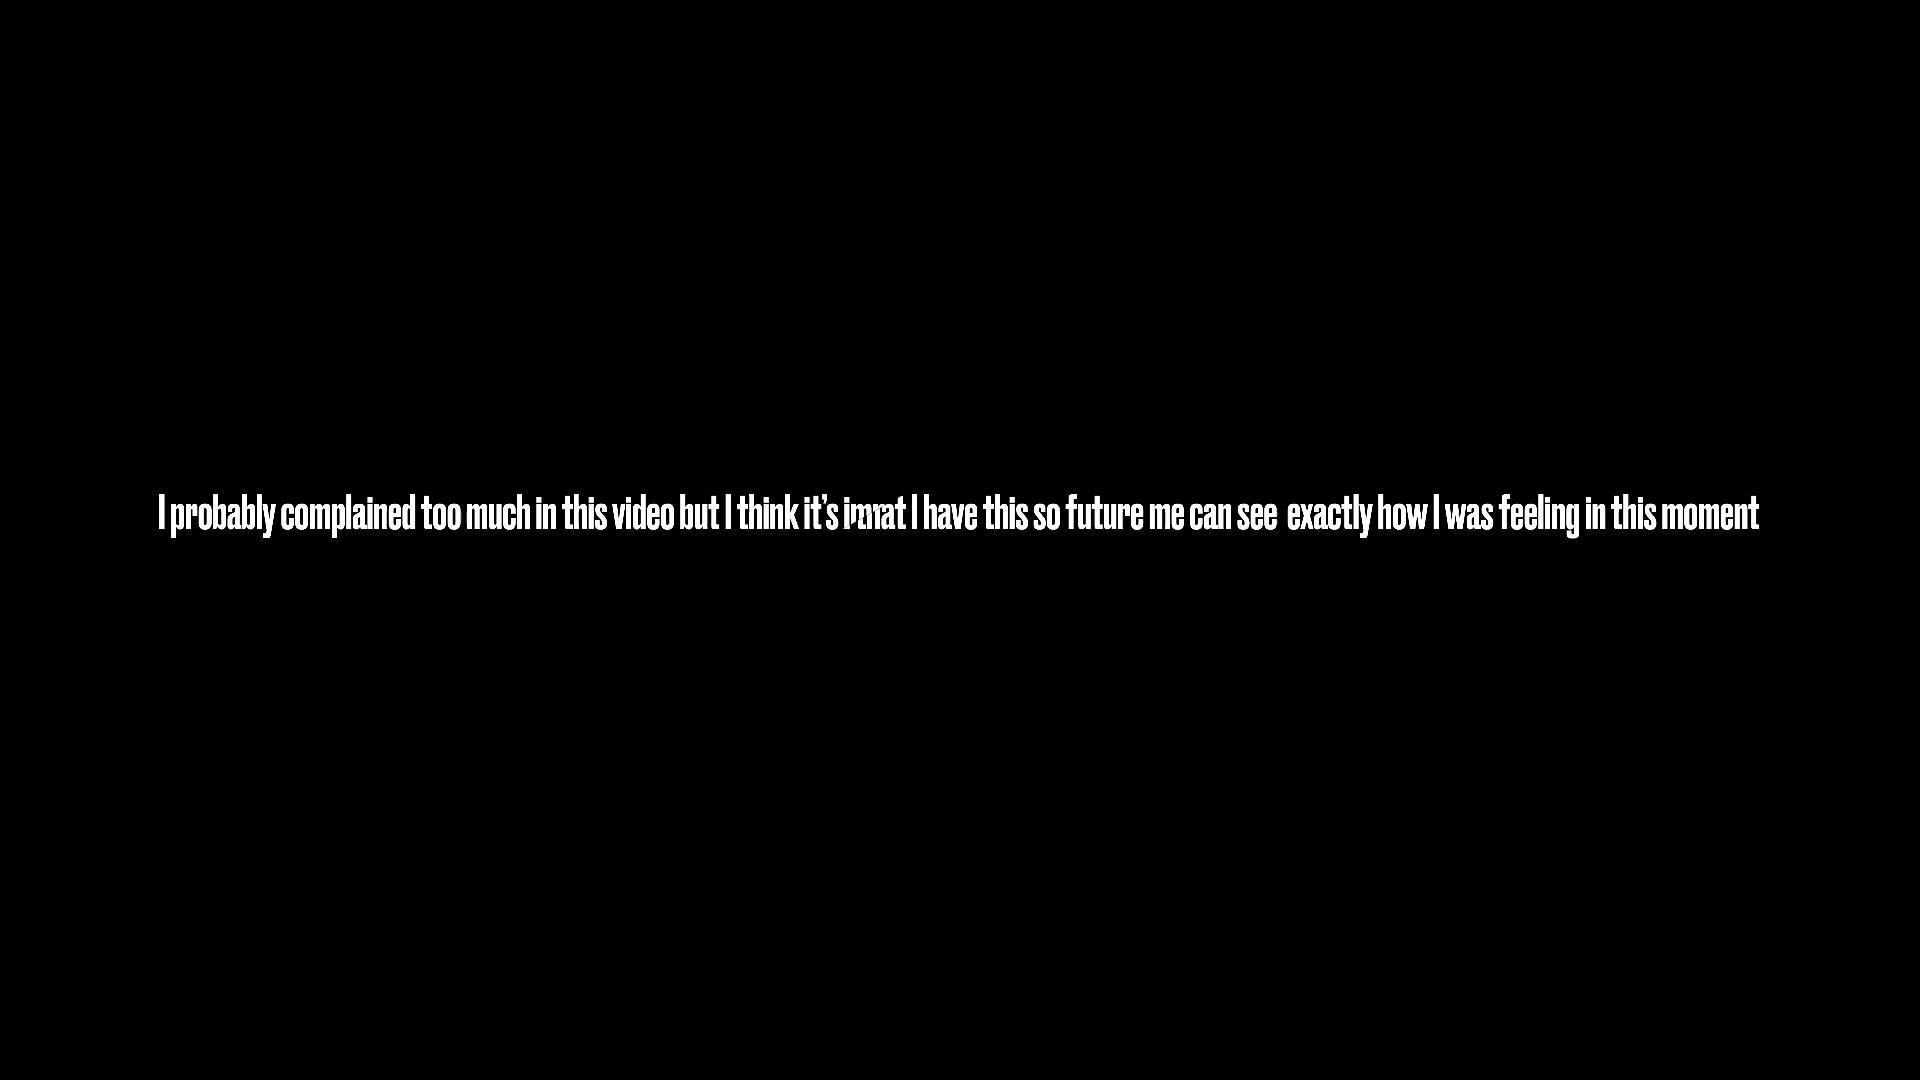 I probably complained too much in this video but I think it's I have this so future me can see exactly how I was feeling in this moment